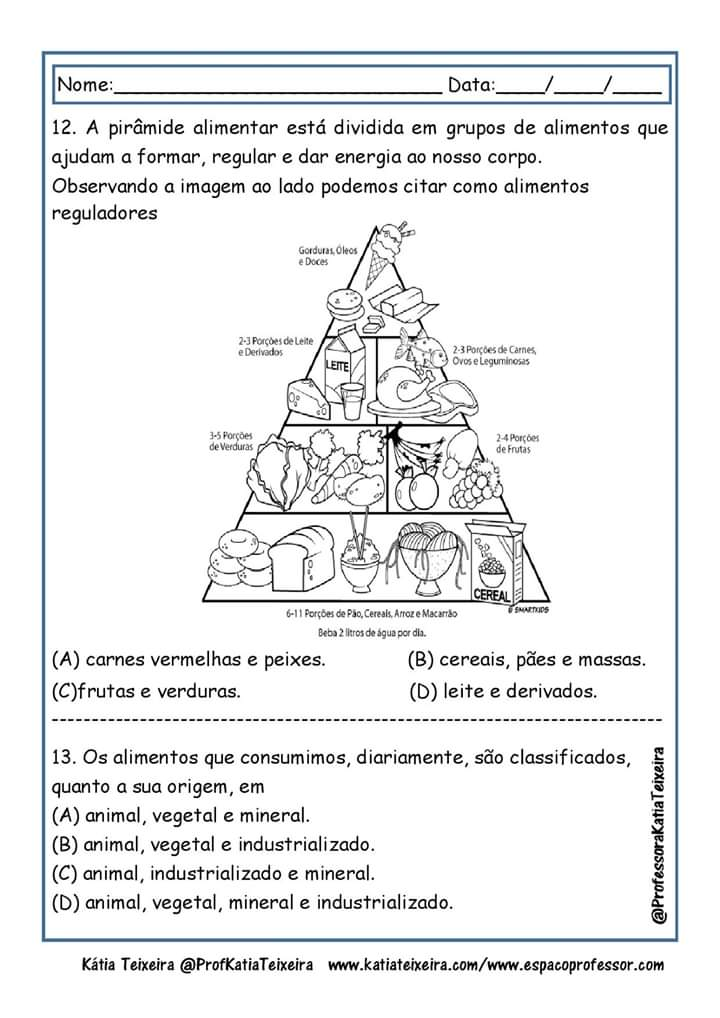 Nome:______________________________ Data:____/____/____
12. A pirâmide alimentar está dividida em grupos de alimentos que
ajudam a formar, regular e dar energia ao nosso corpo.
Observando a imagem ao lado podemos citar como alimentos
reguladores
Gorduras, Óleos
e Doces
2-3 Porções de Leite
e Derivados
LEITE
2-3 Porções de Carnes,
Ovos e Leguminosas
3-5 Porções
de Verduras
2-4 Porções
de Frutas
CEREAL
© SMARTKIDS
6-11 Porções de Pão, Cereais, Arroz e Macarrão
Beba 2 litros de água por dia.
(A) carnes vermelhas e peixes. (B) cereais, pães e massas.
(C)frutas e verduras. (D) leite e derivados.
13. Os alimentos que consumimos, diariamente, são classificados,
quanto a sua origem, em
(A) animal, vegetal e mineral.
(B) animal, vegetal e industrializado.
(C) animal, industrializado e mineral.
(D) animal, vegetal, mineral e industrializado.
@ProfessoraKatiaTeixeira
Kátia Teixeira @ProfKatiaTeixeira www.katiateixeira.com/www.espacoprofessor.com